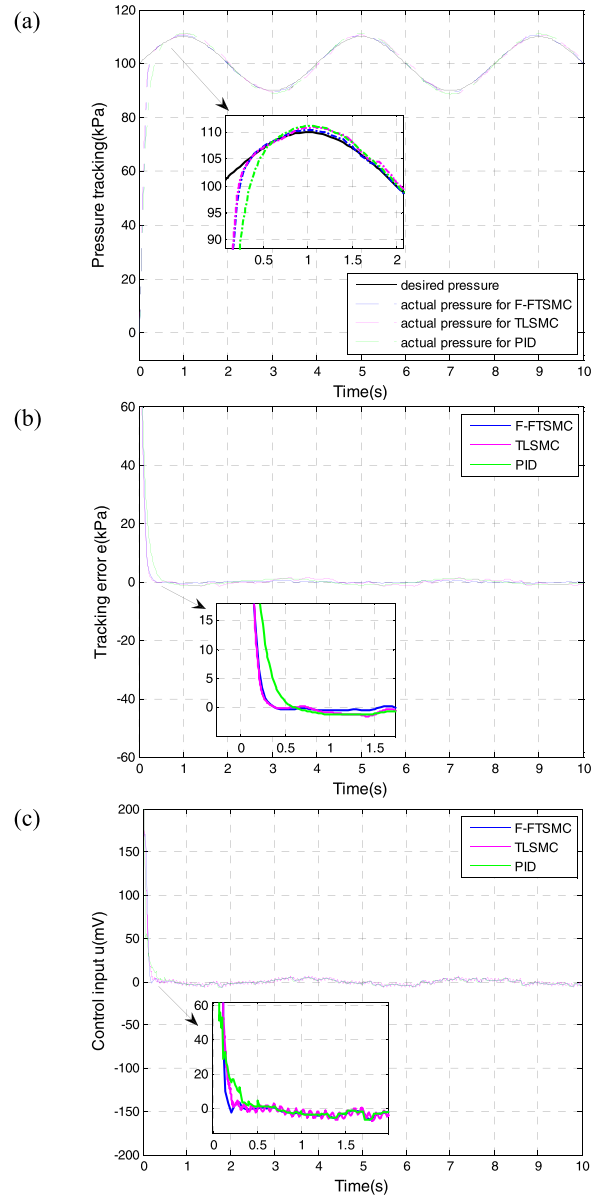 (a)
Pressure tracking(kPa)
120
100
80
60
40
20
0
110
105
100
95
90
0.5
1
1.5
2
desired pressure
actual pressure for F-FTSMC
actual pressure for TLSMC
actual pressure for PID
0 1 2 3 4 5 6 7 8 9 10
Time(s)
(b)
Tracking error e(kPa)
60
40
20
0
-20
-40
-60
F-FTSMC
TLSMC
PID
15
10
5
0
0 0.5 1 1.5
0 1 2 3 4 5 6 7 8 9 10
Time(s)
(c)
Control input u(mV)
200
150
100
50
0
-50
-100
-150
-200
F-FTSMC
TLSMC
PID
60
40
20
0
0 0.5 1 1.5
0 1 2 3 4 5 6 7 8 9 10
Time(s)